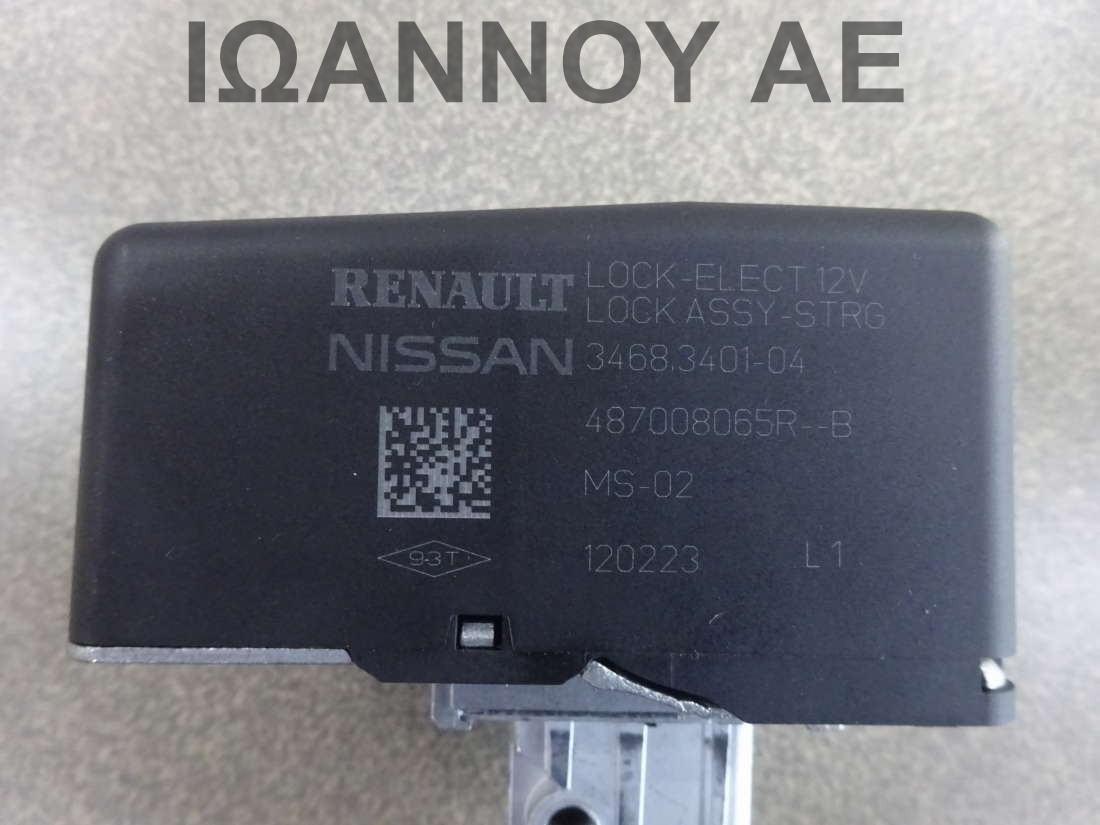 ΙΩΑΝΝΟΥ ΑΕ
RENAULT
NISSAN
LOCK-ELECT 12V
LOCK ASSY-STRG
3468.3401-04
487008065R--B
MS-02
93T
120223 L1